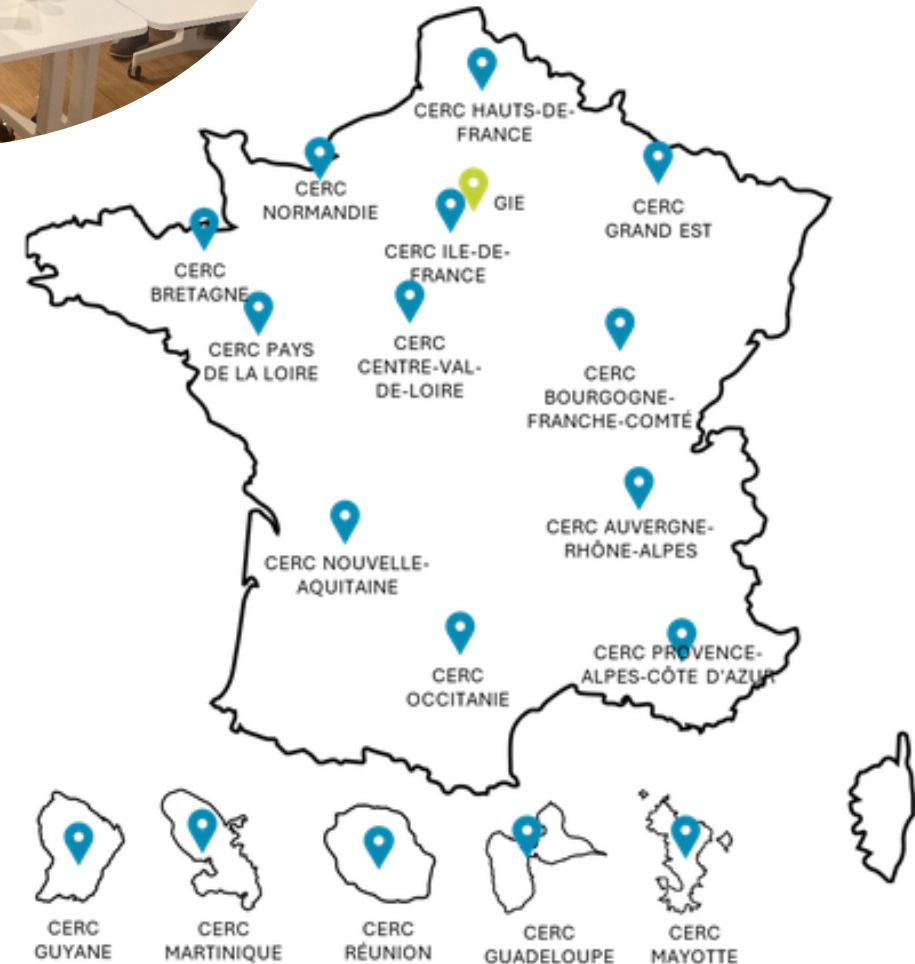 CERC HAUTS-DE-
FRANCE
CERC
NORMANDIE
GIE
CERC
GRAND EST
CERC ILE-DE-
FRANCE
CERC
BRETAGNE
CERC PAYS
DE LA LOIRE
CERC
CENTRE-VAL-
DE-LOIRE
CERC
BOURGOGNE-
FRANCHE-COMTÉ
CERC AUVERGNE-
RHÔNE-ALPES
CERC NOUVELLE-
AQUITAINE
CERC PROVENCE-
ALPES-CÔTE D'AZUR
CERC
OCCITANIE
CERC
GUYANE
CERC
MARTINIQUE
CERC
RÉUNION
CERC
GUADELOUPE
CERC
MAYOTTE